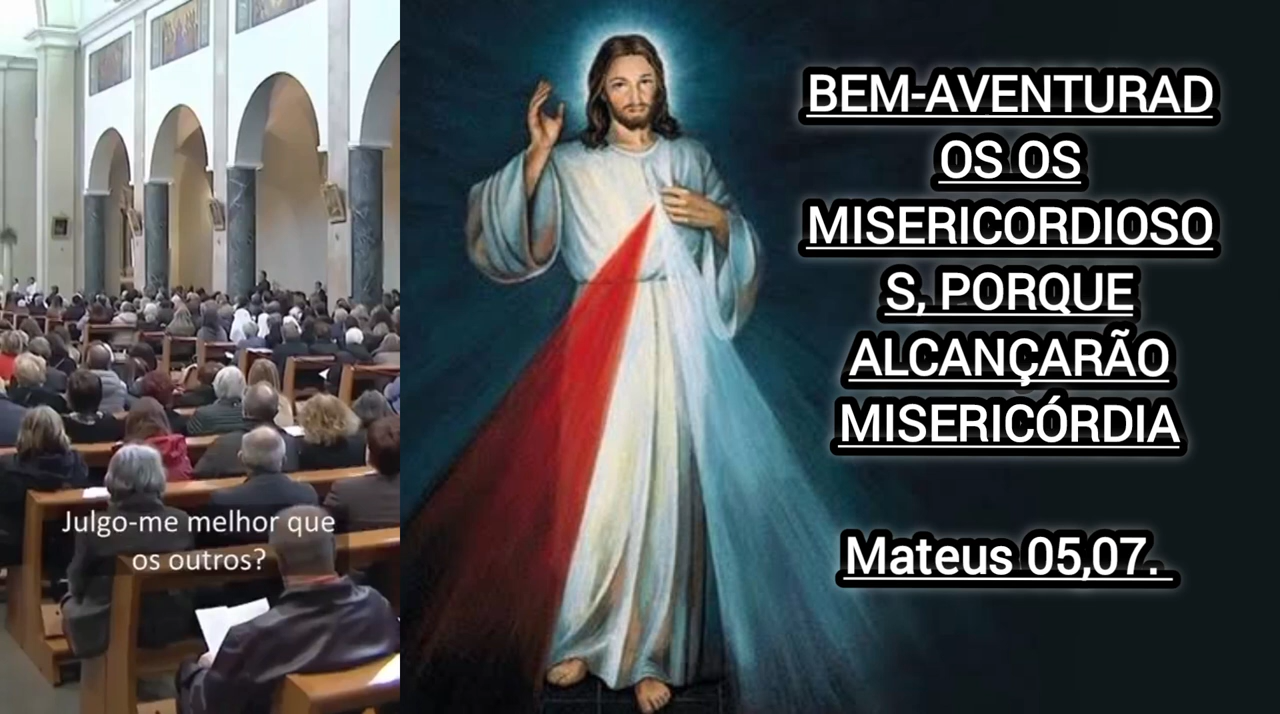 Julgo-me melhor que
os outros?
BEM-AVENTURAD
OS OS
MISERICORDIOSO
S, PORQUE
ALCANÇARÃO
MISERICÓRDIA
Mateus 05,07.